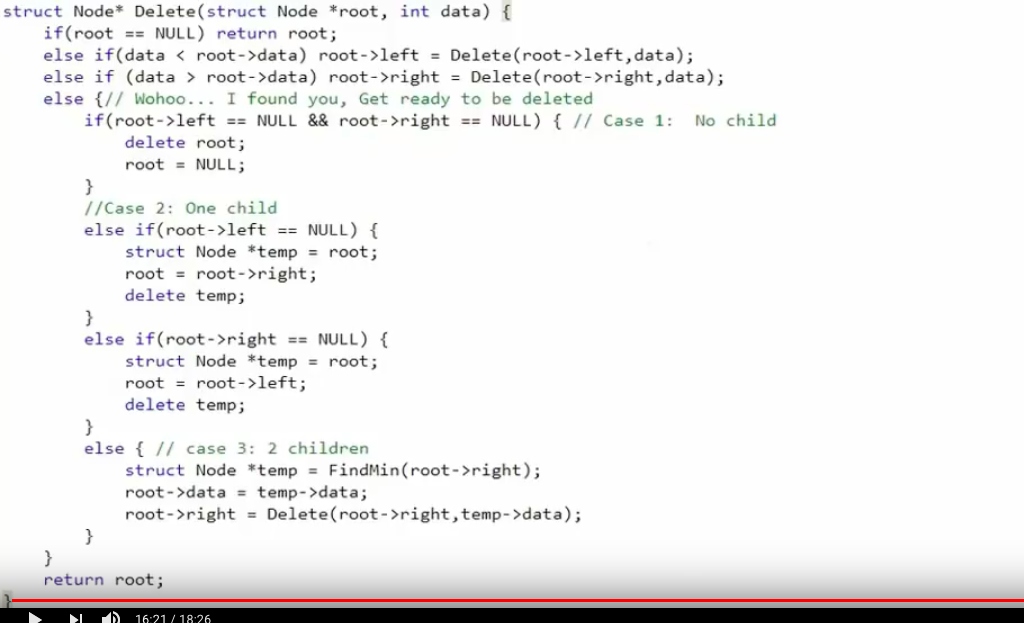 struct Node* Delete(struct Node *root, int data) {
    if(root == NULL) return root;
    else if(data < root->data) root->left = Delete(root->left,data);
    else if (data > root->data) root->right = Delete(root->right,data);
    else {// Wohoo... I found you, Get ready to be deleted
        if(root->left == NULL && root->right == NULL) { // Case 1:  No child
            delete root;
            root = NULL;
        }
        //Case 2: One child
        else if(root->left == NULL) {
            struct Node *temp = root;
            root = root->right;
            delete temp;
        }
        else if(root->right == NULL) {
            struct Node *temp = root;
            root = root->left;
            delete temp;
        }
        else { // case 3: 2 children
            struct Node *temp = FindMin(root->right);
            root->data = temp->data;
            root->right = Delete(root->right,temp->data);
        }
    }
    return root;
}
16:21 / 18:26